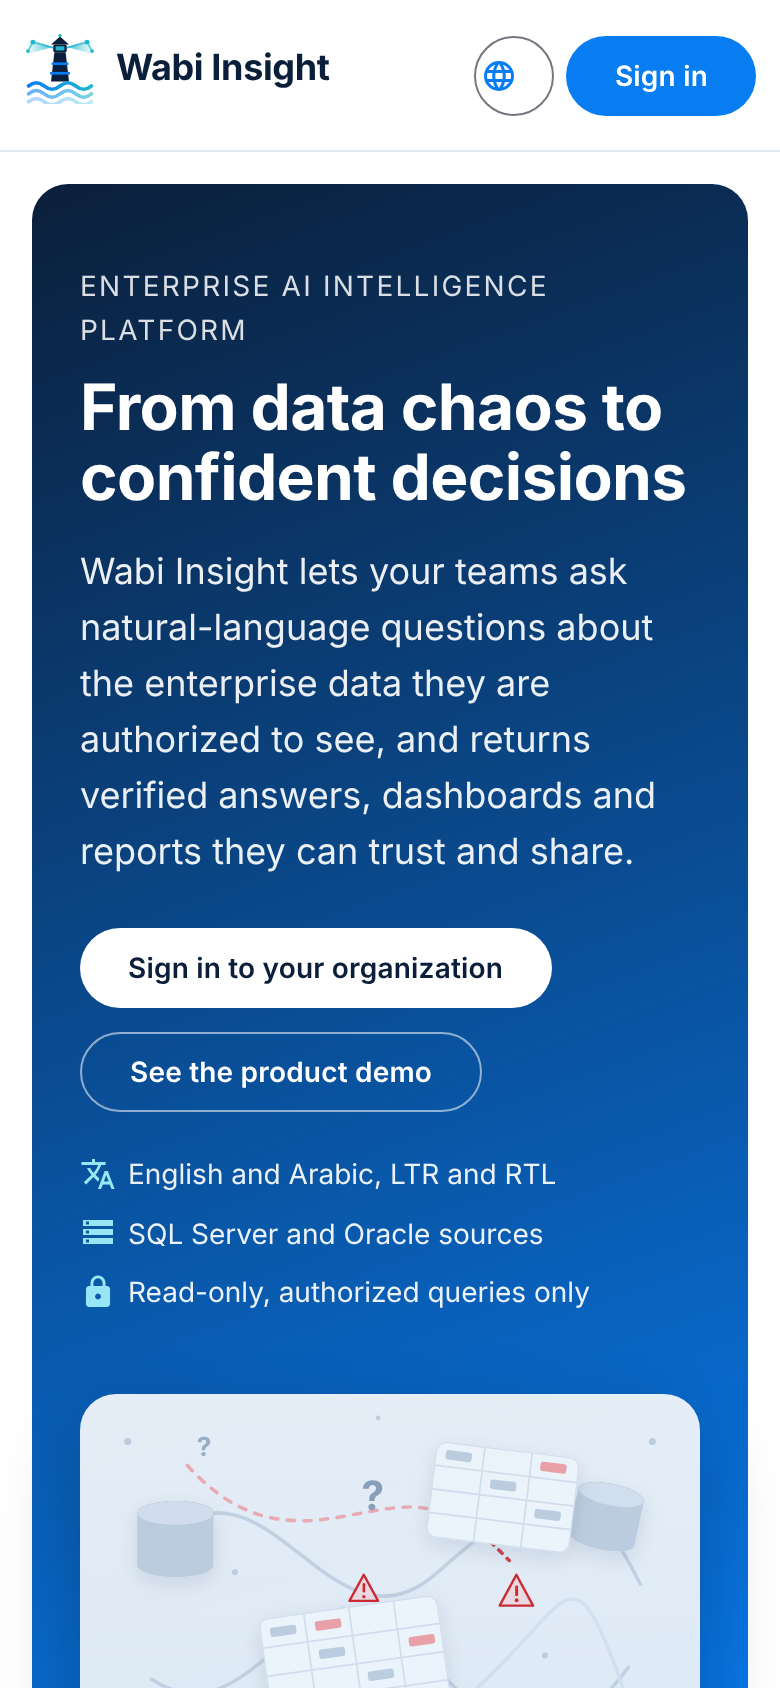 Wabi Insight
Sign in
ENTERPRISE AI INTELLIGENCE
PLATFORM
From data chaos to
confident decisions
Wabi Insight lets your teams ask
natural-language questions about
the enterprise data they are
authorized to see, and returns
verified answers, dashboards and
reports they can trust and share.
Sign in to your organization
See the product demo
English and Arabic, LTR and RTL
SQL Server and Oracle sources
Read-only, authorized queries only
?
?